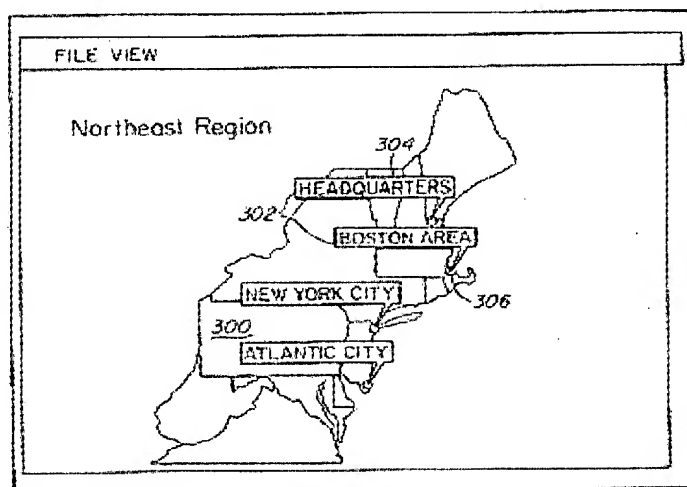 FILE VIEW
Northeast Region
304
HEADQUARTERS
302
BOSTON AREA
NEW YORK CITY
306
300
ATLANTIC CITY